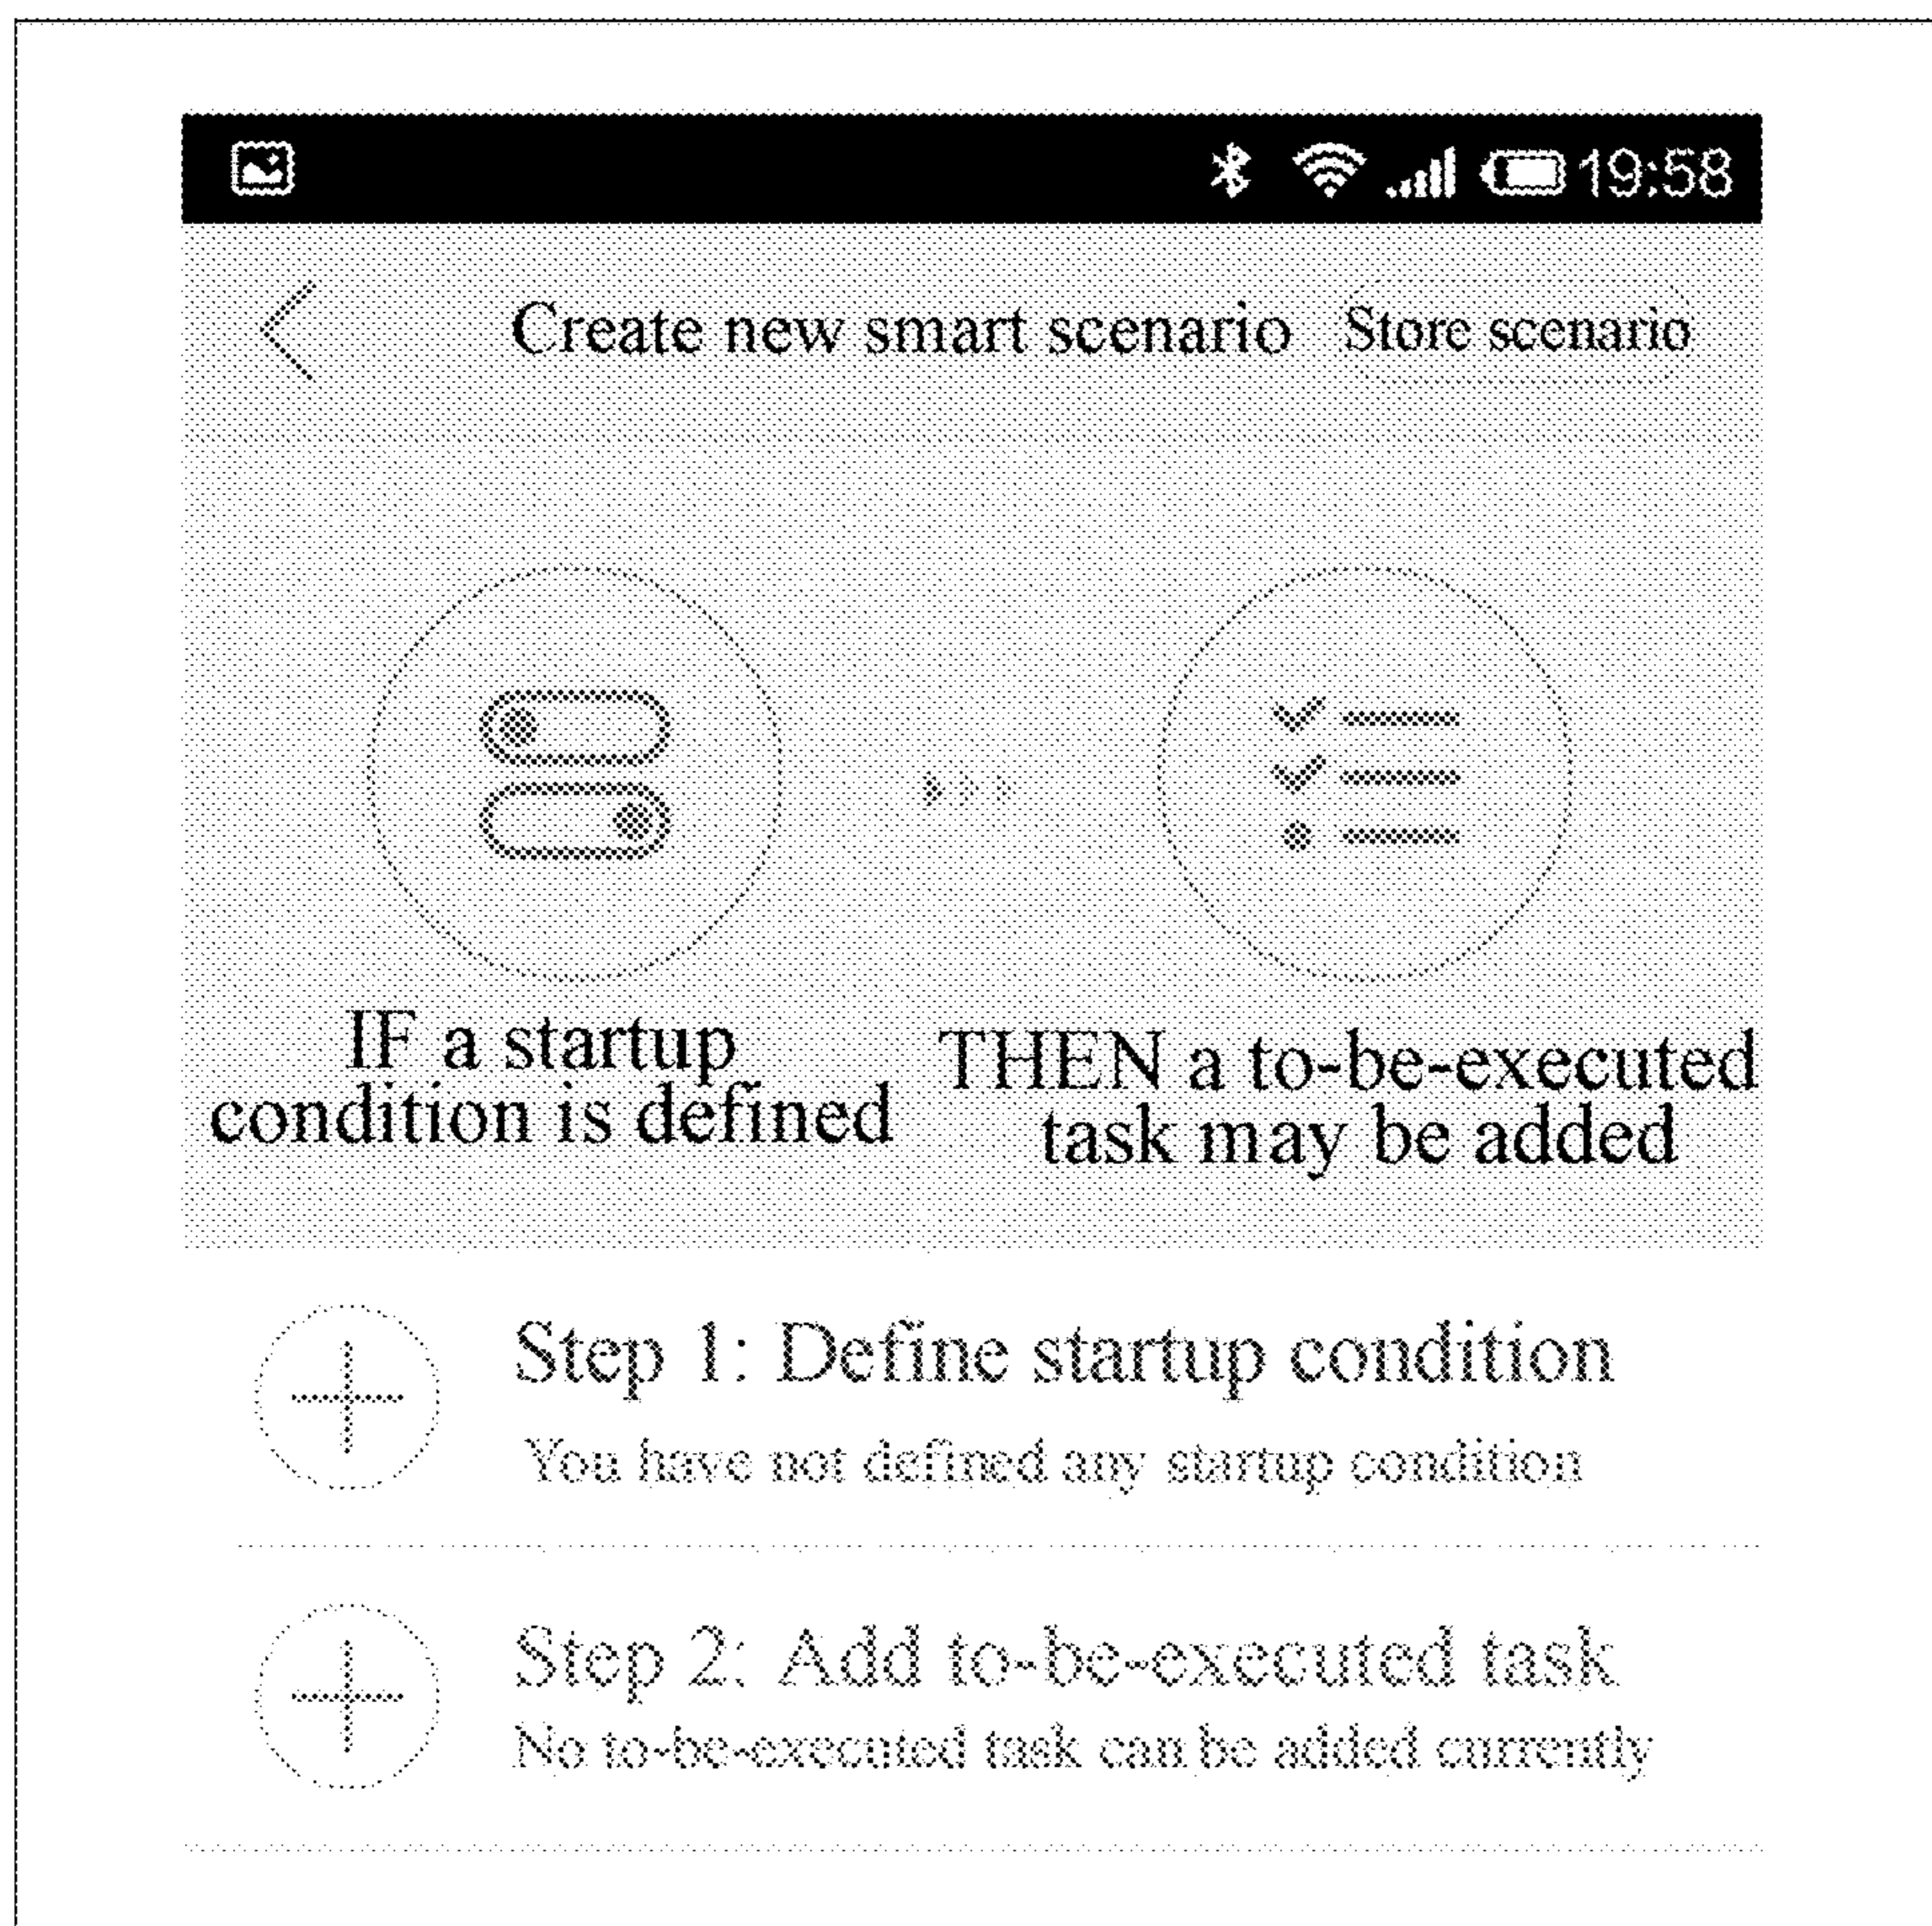 19:58
Create new smart scenario Store scenario
IF a startup
condition is defined
THEN a to-be-executed
task may be added
Step 1: Define startup condition
You have not defined any startup condition
Step 2: Add to-be-executed task
No to-be-executed task can be added currently